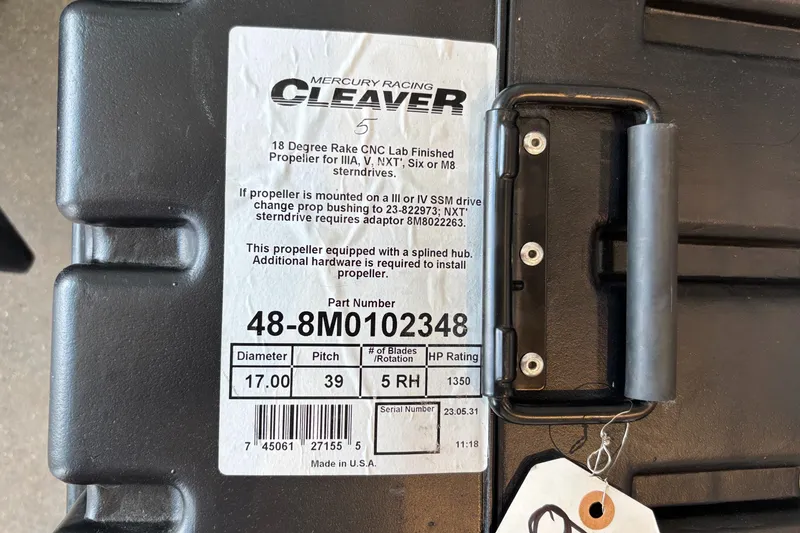 MERCURY RACING
CLEAVER
5
18 Degree Rake CNC Lab Finished
Propelier for IIIA, V, NXT', Six or M8
sterndrives.
If propeller is mounted on a III or IV SSM drive
change prop bushing to 23-822973; NXT'
sterndrive requires adaptor 8M8022263.
This propeller equipped with a splined hub.
Additional hardware is required to install
propeller.
Part Number
48-8M0102348
Diameter Pitch # of Blades /Rotation HP Rating
17.00 39 5 RH 1350
Serial Number 23.05.31
11:18
7 45061 27155 5
Made in U.S.A.